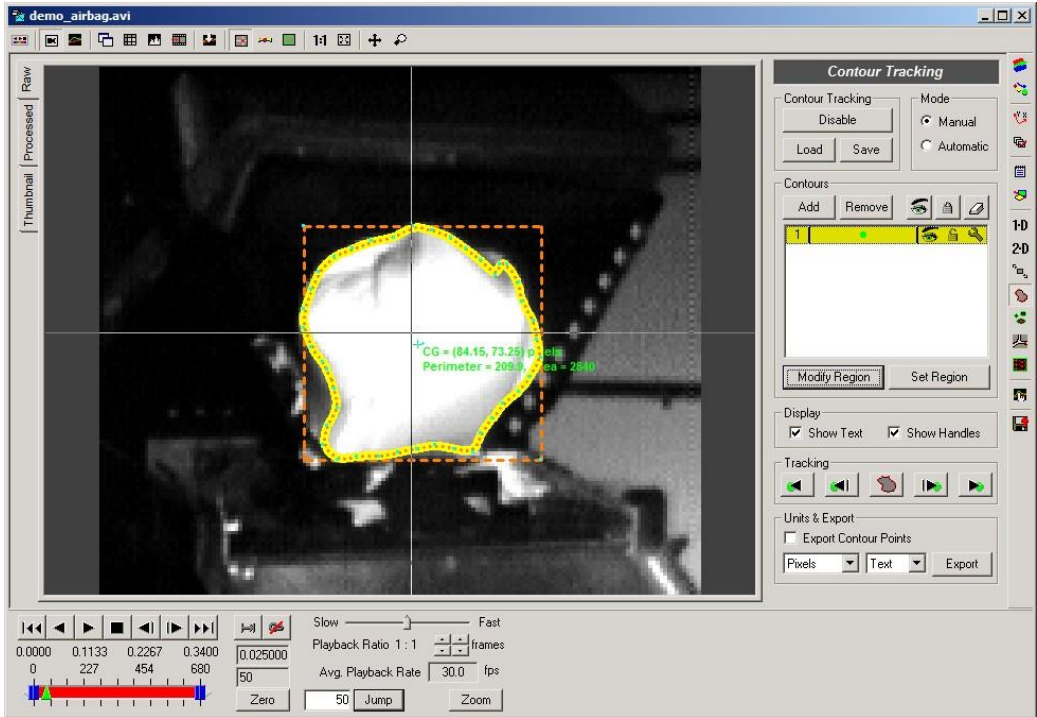 demo_airbag.avi
1:1
Raw
Processed
Thumbnail
CG = (84.15, 73.25) pixels
Perimeter = 209.9, Area = 2840
Contour Tracking
Contour Tracking
Disable
Load
Save
Mode
Manual
Automatic
Contours
Add
Remove
1
Modify Region
Set Region
Display
Show Text
Show Handles
Tracking
Units & Export
Export Contour Points
Pixels
Text
Export
1-D
2-D
0.0000 0.1133 0.2267 0.3400
0 227 454 680
0.025000
50
Zero
Slow
Fast
Playback Ratio 1 : 1
frames
Avg. Playback Rate 30.0 fps
50
Jump
Zoom